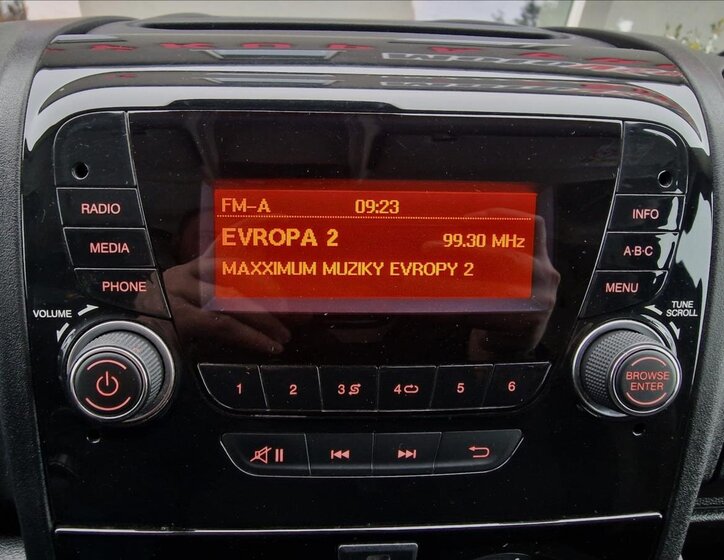 FM-A 09:23
EVROPA 2 99.30 MHz
MAXXIMUM MUZIKY EVROPY 2
RADIO
MEDIA
PHONE
VOLUME
INFO
A·B·C
MENU
TUNE
SCROLL
BROWSE
ENTER
1 2 3 4 5 6